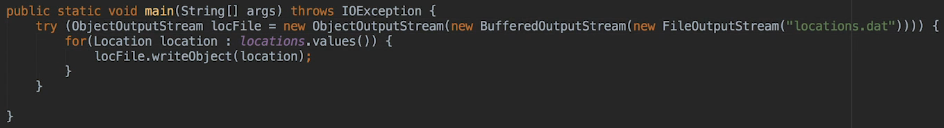 public static void main(String[] args) throws IOException {
    try (ObjectOutputStream locFile = new ObjectOutputStream(new BufferedOutputStream(new FileOutputStream("locations.dat")))) {
        for(Location location : locations.values()) {
            locFile.writeObject(location);
        }
    }
}